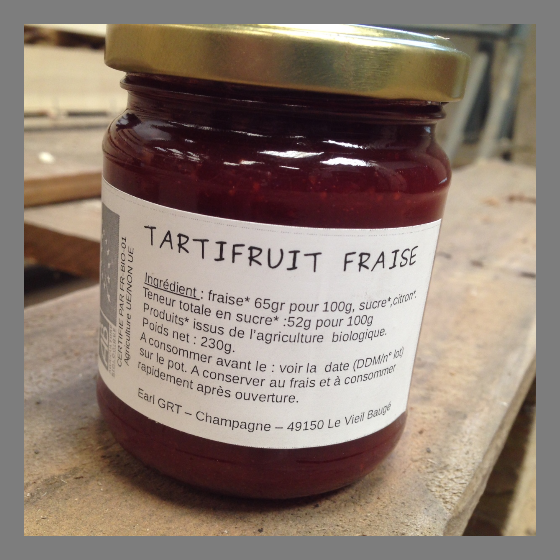 TARTIFRUIT FRAISE
Ingrédient : fraise* 65gr pour 100g, sucre*,citron*.
Teneur totale en sucre* :52g pour 100g
Produits* issus de l'agriculture biologique.
Poids net : 230g.
A consommer avant le : voir la date (DDM/n° lot)
sur le pot. A conserver au frais et à consommer
rapidement après ouverture.
Earl GRT – Champagne – 49150 Le Vieil Baugé
CERTIFIE PAR FR-BIO-01
Agriculture UE/NON UE